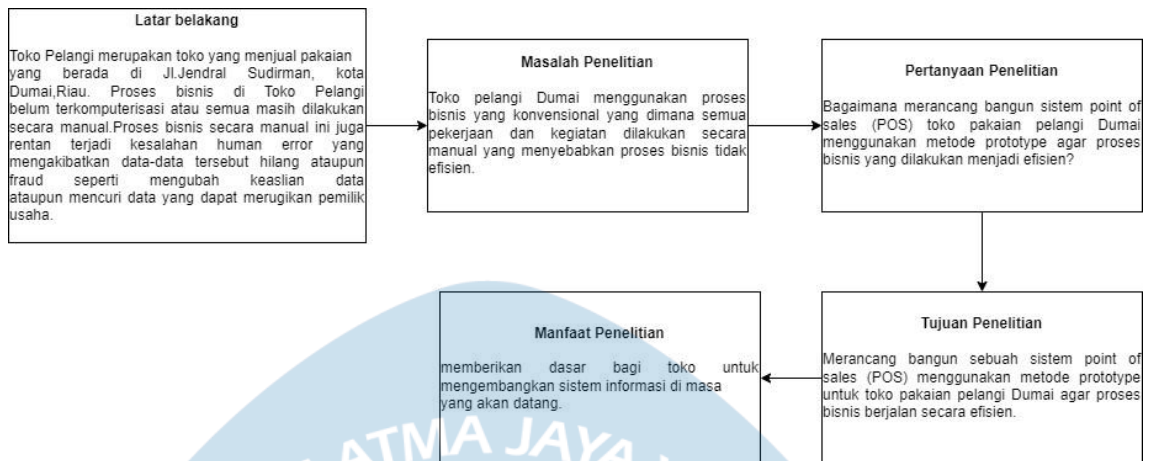 Latar belakang
Toko Pelangi merupakan toko yang menjual pakaian
yang berada di Jl.Jendral Sudirman, kota
Dumai,Riau. Proses bisnis di Toko Pelangi
belum terkomputerisasi atau semua masih dilakukan
secara manual.Proses bisnis secara manual ini juga
rentan terjadi kesalahan human error yang
mengakibatkan data-data tersebut hilang ataupun
fraud seperti mengubah keaslian data
ataupun mencuri data yang dapat merugikan pemilik
usaha.
Masalah Penelitian
Toko pelangi Dumai menggunakan proses
bisnis yang konvensional yang dimana semua
pekerjaan dan kegiatan dilakukan secara
manual yang menyebabkan proses bisnis tidak
efisien.
Pertanyaan Penelitian
Bagaimana merancang bangun sistem point of
sales (POS) toko pakaian pelangi Dumai
menggunakan metode prototype agar proses
bisnis yang dilakukan menjadi efisien?
Tujuan Penelitian
Merancang bangun sebuah sistem point of
sales (POS) menggunakan metode prototype
untuk toko pakaian pelangi Dumai agar proses
bisnis berjalan secara efisien.
Manfaat Penelitian
memberikan dasar bagi toko untuk
mengembangkan sistem informasi di masa
yang akan datang.
ATMA JAYA